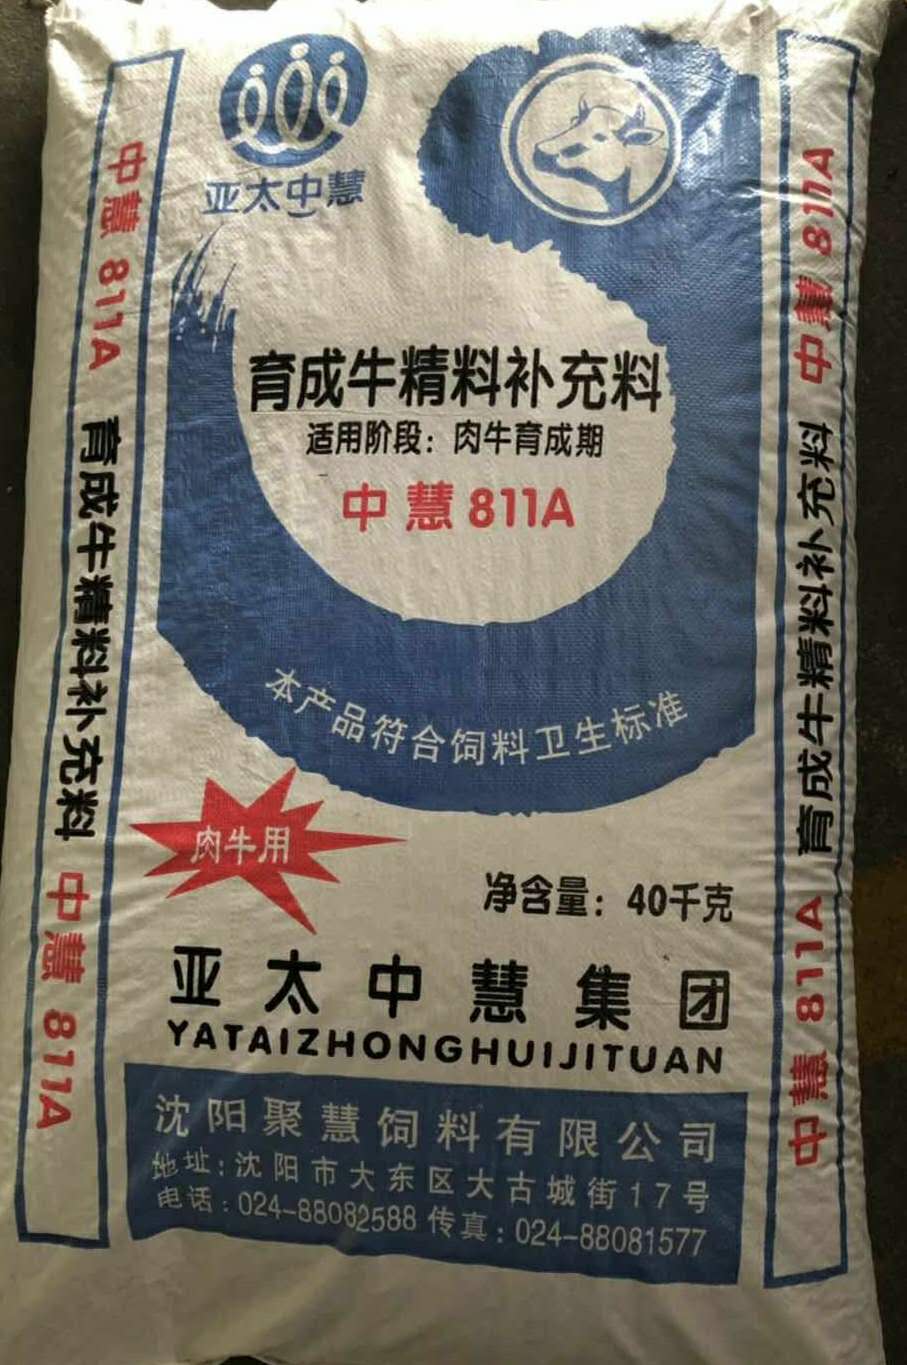 亚太中慧
育成牛精料补充料
适用阶段：肉牛育成期
中慧811A
本产品符合饲料卫生标准
肉牛用
净含量：40千克
亚太中慧集团
YATAIZHONGHUIJITUAN
沈阳聚慧饲料有限公司
地址：沈阳市大东区大古城街17号
电话：024-88082588 传真：024-88081577
中慧 811A 育成牛精料补充料 中慧 811A
中慧 811A 育成牛精料补充料 中慧 811A